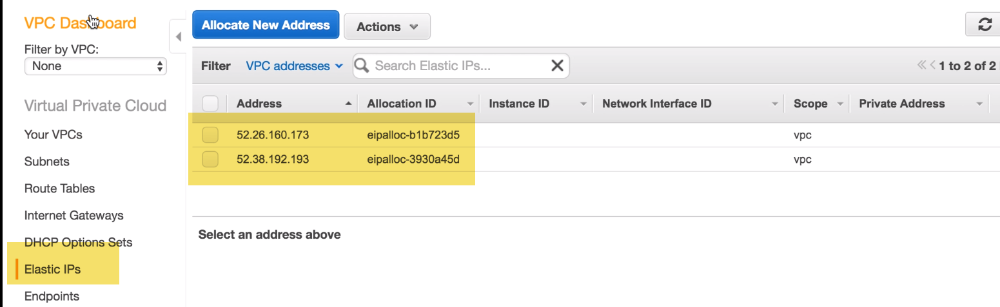 VPC Dashboard
Filter by VPC:
None
Virtual Private Cloud
Your VPCs
Subnets
Route Tables
Internet Gateways
DHCP Options Sets
Elastic IPs
Endpoints
Allocate New Address Actions
Filter VPC addresses Search Elastic IPs... 1 to 2 of 2
Address Allocation ID Instance ID Network Interface ID Scope Private Address
52.26.160.173 eipalloc-b1b723d5 vpc
52.38.192.193 eipalloc-3930a45d vpc
Select an address above